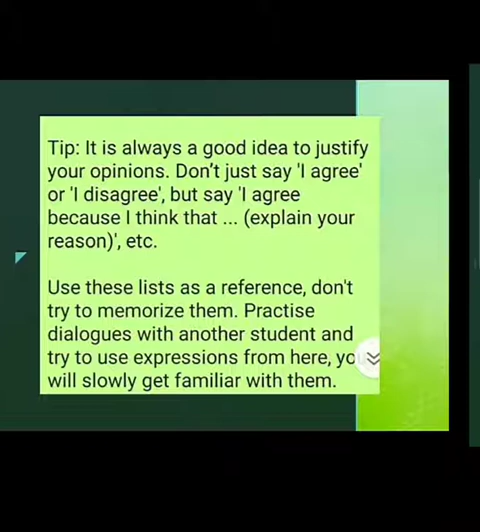 Tip: It is always a good idea to justify
your opinions. Don't just say 'I agree'
or 'I disagree', but say 'I agree
because I think that ... (explain your
reason)', etc.
Use these lists as a reference, don't
try to memorize them. Practise
dialogues with another student and
try to use expressions from here, you
will slowly get familiar with them.